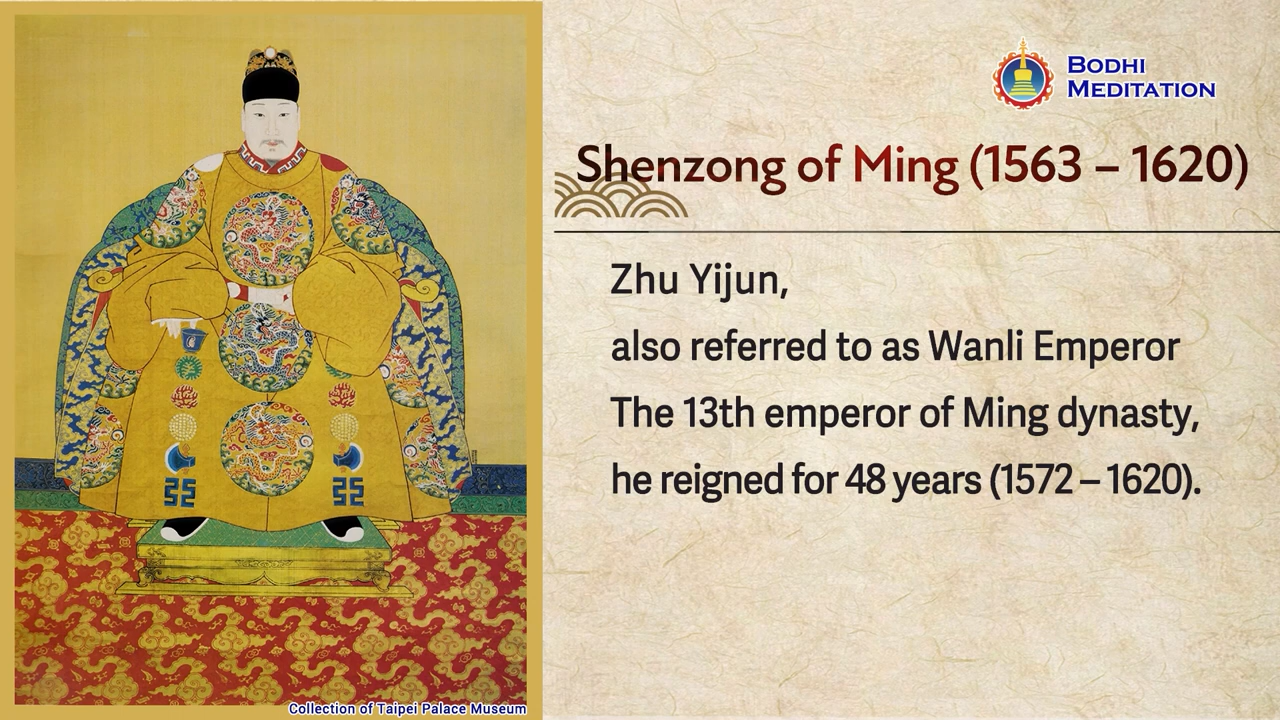 BODHI
MEDITATION
Shenzong of Ming (1563 – 1620)
Zhu Yijun,
also referred to as Wanli Emperor
The 13th emperor of Ming dynasty,
he reigned for 48 years (1572 – 1620).
Collection of Taipei Palace Museum